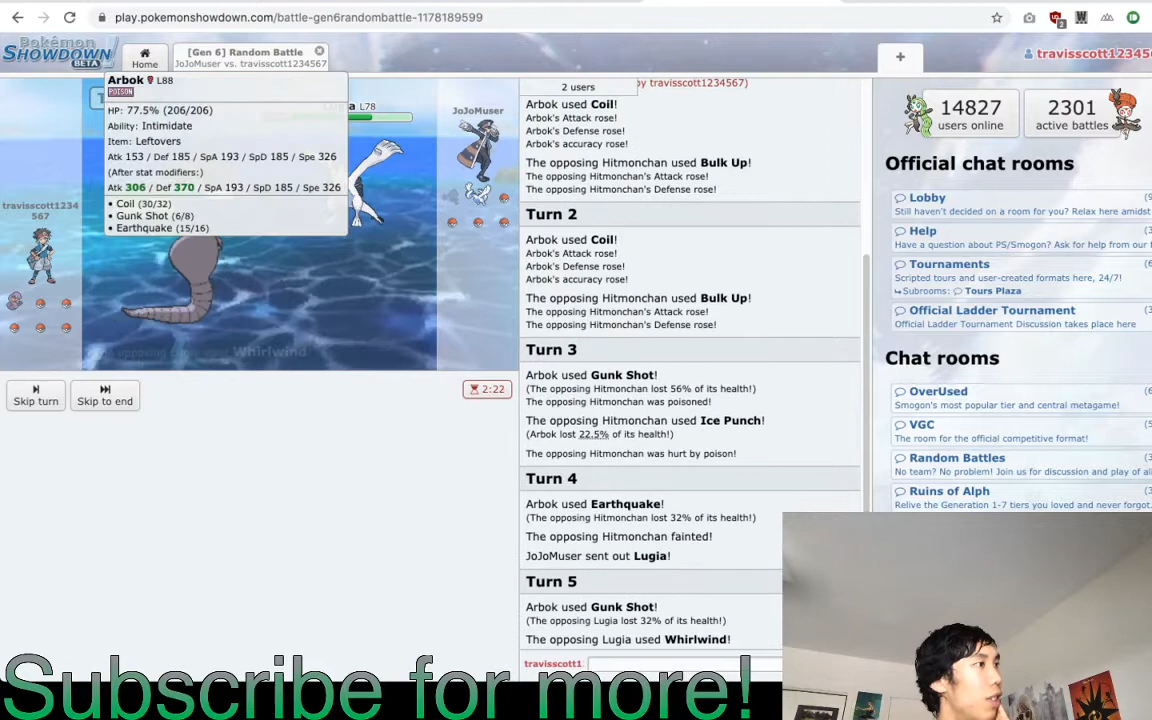 play.pokemonshowdown.com/battle-gen6randombattle-1178189599
Pokémon
SHOWDOWN
BETA
Home
[Gen 6] Random Battle
JoJoMuser vs. travisscott1234567
travisscott12345
Arbok L88
POISON
HP: 77.5% (206/206)
Ability: Intimidate
Item: Leftovers
Atk 153 / Def 185 / SpA 193 / SpD 185 / Spe 326
(After stat modifiers:)
Atk 306 / Def 370 / SpA 193 / SpD 185 / Spe 326
• Coil (30/32)
• Gunk Shot (6/8)
• Earthquake (15/16)
L78
JoJoMuser
travisscott1234
567
The opposing Lugia used Whirlwind!
Skip turn
Skip to end
2:22
2 users
by travisscott1234567)
Arbok used Coil!
Arbok's Attack rose!
Arbok's Defense rose!
Arbok's accuracy rose!
The opposing Hitmonchan used Bulk Up!
The opposing Hitmonchan's Attack rose!
The opposing Hitmonchan's Defense rose!
Turn 2
Arbok used Coil!
Arbok's Attack rose!
Arbok's Defense rose!
Arbok's accuracy rose!
The opposing Hitmonchan used Bulk Up!
The opposing Hitmonchan's Attack rose!
The opposing Hitmonchan's Defense rose!
Turn 3
Arbok used Gunk Shot!
(The opposing Hitmonchan lost 56% of its health!)
The opposing Hitmonchan was poisoned!
The opposing Hitmonchan used Ice Punch!
(Arbok lost 22.5% of its health!)
The opposing Hitmonchan was hurt by poison!
Turn 4
Arbok used Earthquake!
(The opposing Hitmonchan lost 32% of its health!)
The opposing Hitmonchan fainted!
JoJoMuser sent out Lugia!
Turn 5
Arbok used Gunk Shot!
(The opposing Lugia lost 32% of its health!)
The opposing Lugia used Whirlwind!
travisscott1
14827
users online
2301
active battles
Official chat rooms
Lobby
Still haven't decided on a room for you? Relax here amidst
Help
Have a question about PS/Smogon? Ask for help from our f
Tournaments
Scripted tours and user-created formats here, 24/7!
Subrooms: Tours Plaza
Official Ladder Tournament
Official Ladder Tournament Discussion takes place here
Chat rooms
OverUsed
Smogon's most popular tier and central metagame!
VGC
The room for the official competitive format!
Random Battles
No team? No problem! Join us for discussion and play of al
Ruins of Alph
Relive the Generation 1-7 tiers you loved and never forgot.
Subscribe for more!